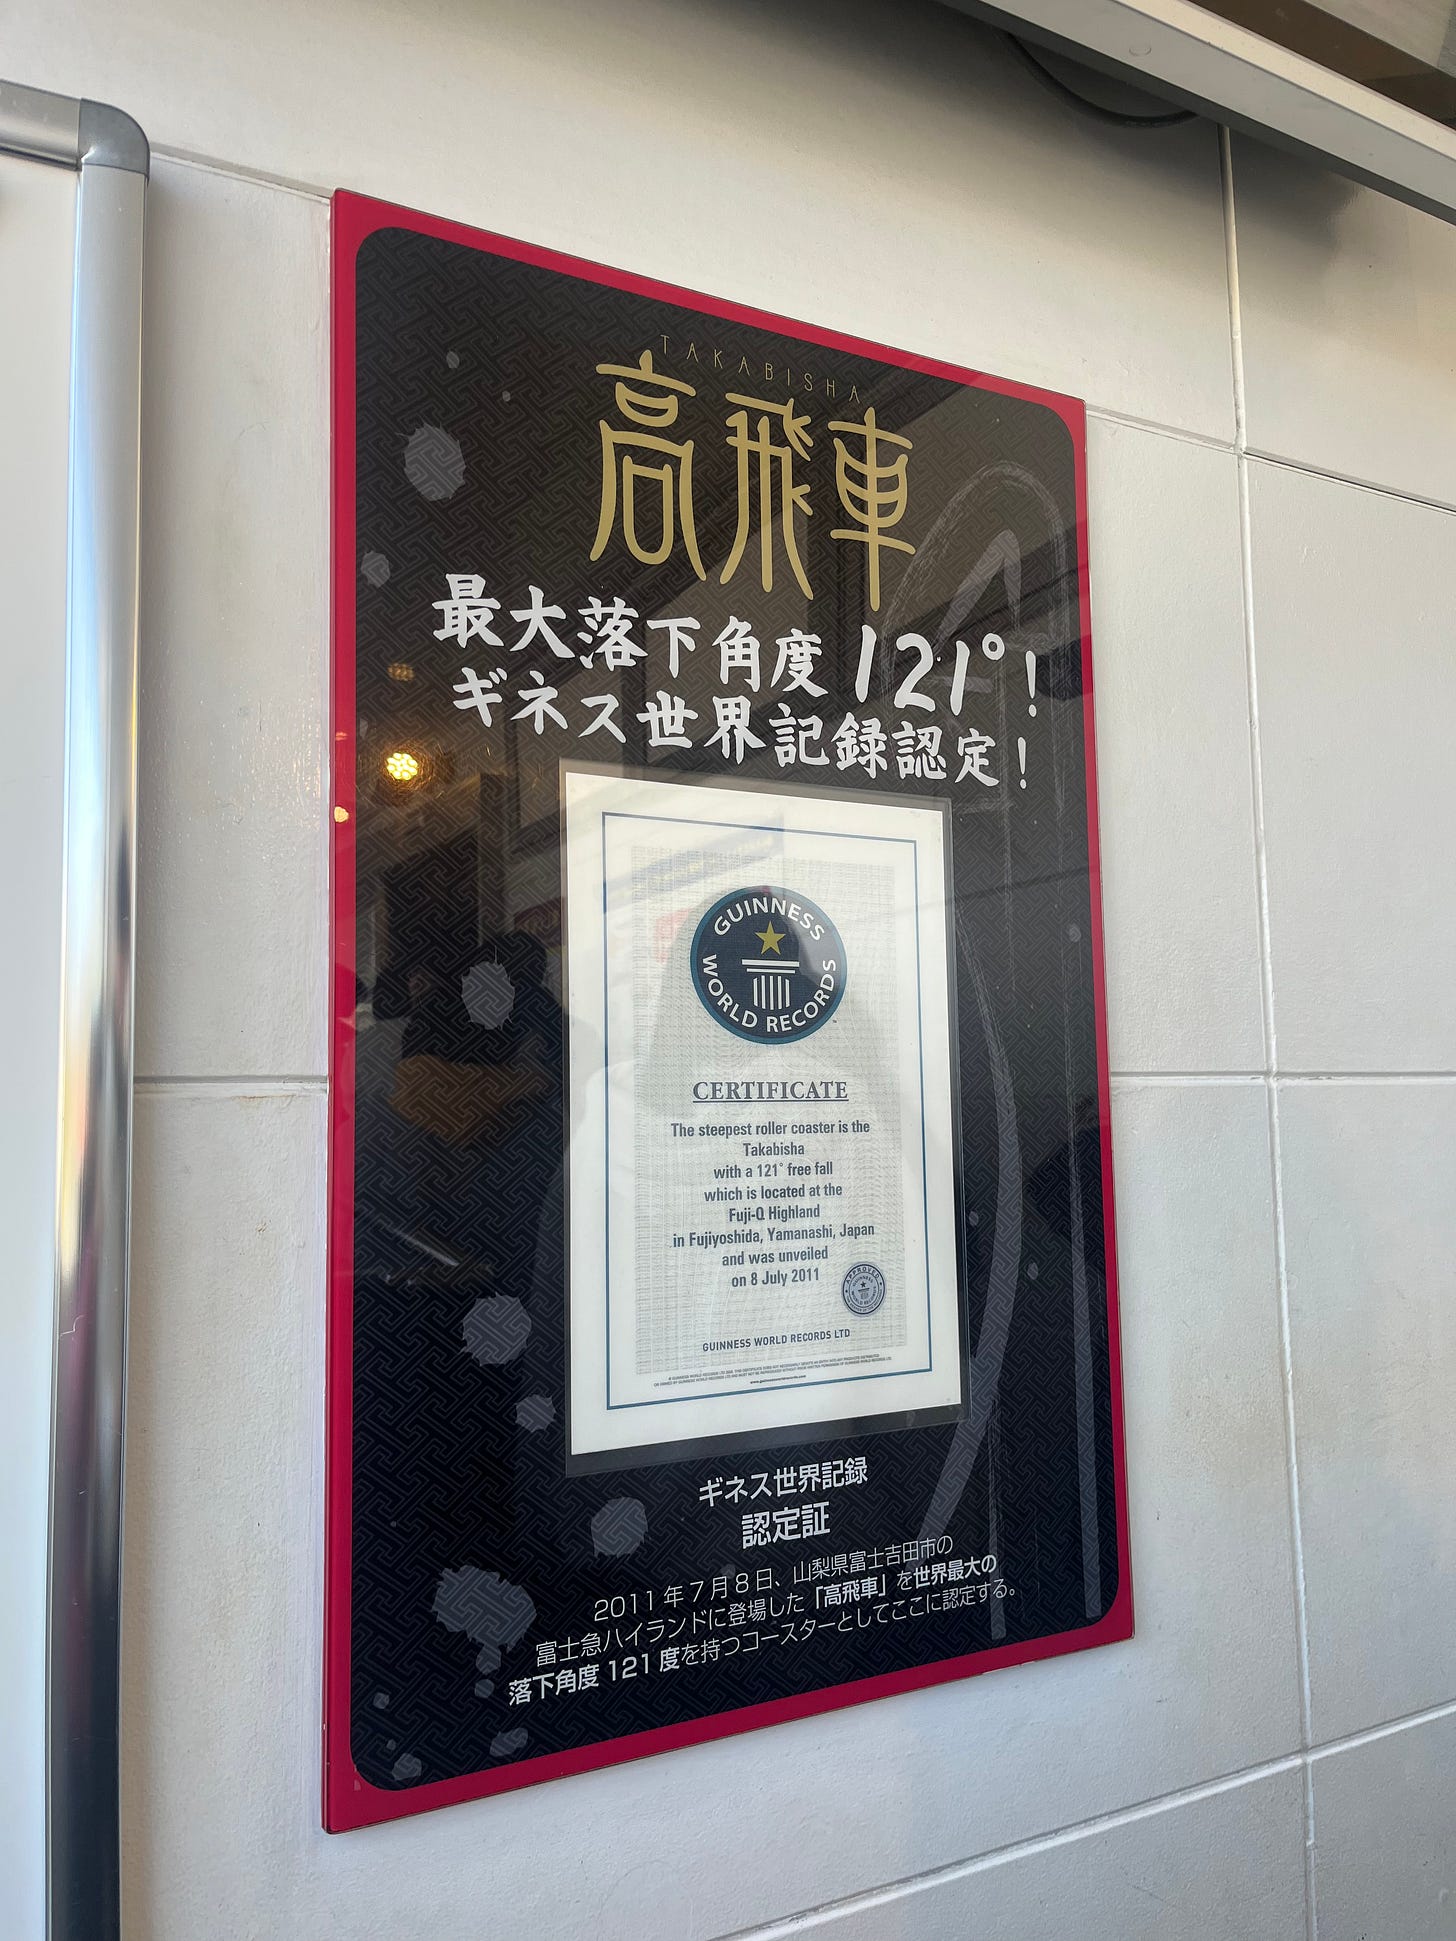 TAKABISHA
高飛車
最大落下角度121°!
ギネス世界記録認定!
GUINNESS WORLD RECORDS
CERTIFICATE
The steepest roller coaster is the
Takabisha
with a 121° free fall
which is located at the
Fuji-Q Highland
in Fujiyoshida, Yamanashi, Japan
and was unveiled
on 8 July 2011
APPROVED
GUINNESS WORLD RECORDS LTD
www.guinnessworldrecords.com
ギネス世界記録
認定証
2011年7月8日、山梨県富士吉田市の
富士急ハイランドに登場した「高飛車」を世界最大の
落下角度121度を持つコースターとしてここに認定する。